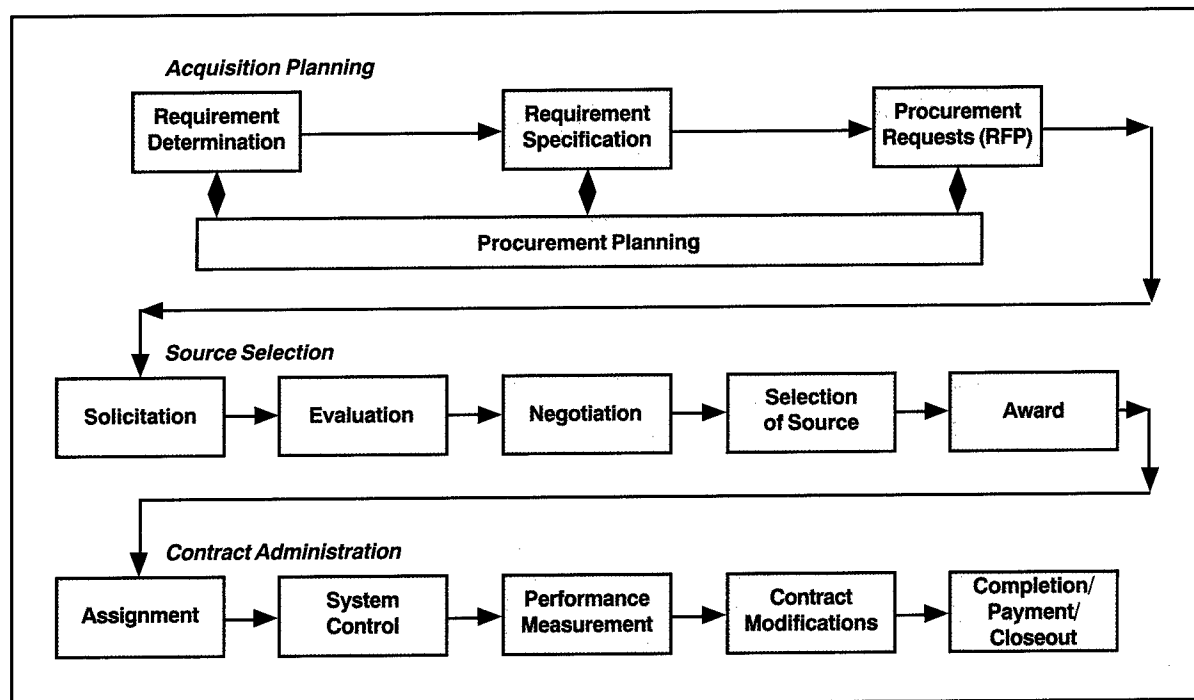 Acquisition Planning
Requirement
Determination
Requirement
Specification
Procurement
Requests (RFP)
Procurement Planning
Source Selection
Solicitation
Evaluation
Negotiation
Selection
of Source
Award
Contract Administration
Assignment
System
Control
Performance
Measurement
Contract
Modifications
Completion/
Payment/
Closeout